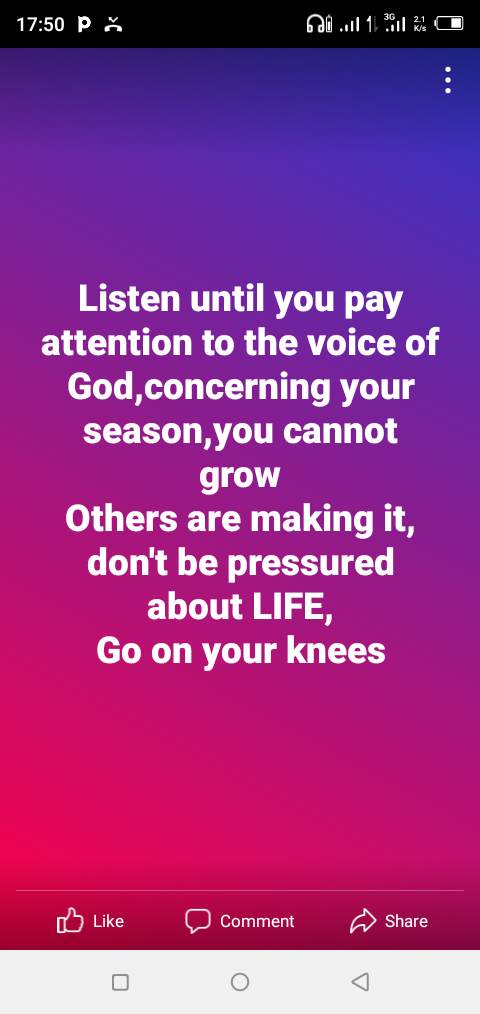 17:50
3G
2.1
K/s
Listen until you pay
attention to the voice of
God,concerning your
season,you cannot
grow
Others are making it,
don't be pressured
about LIFE,
Go on your knees
Like
Comment
Share